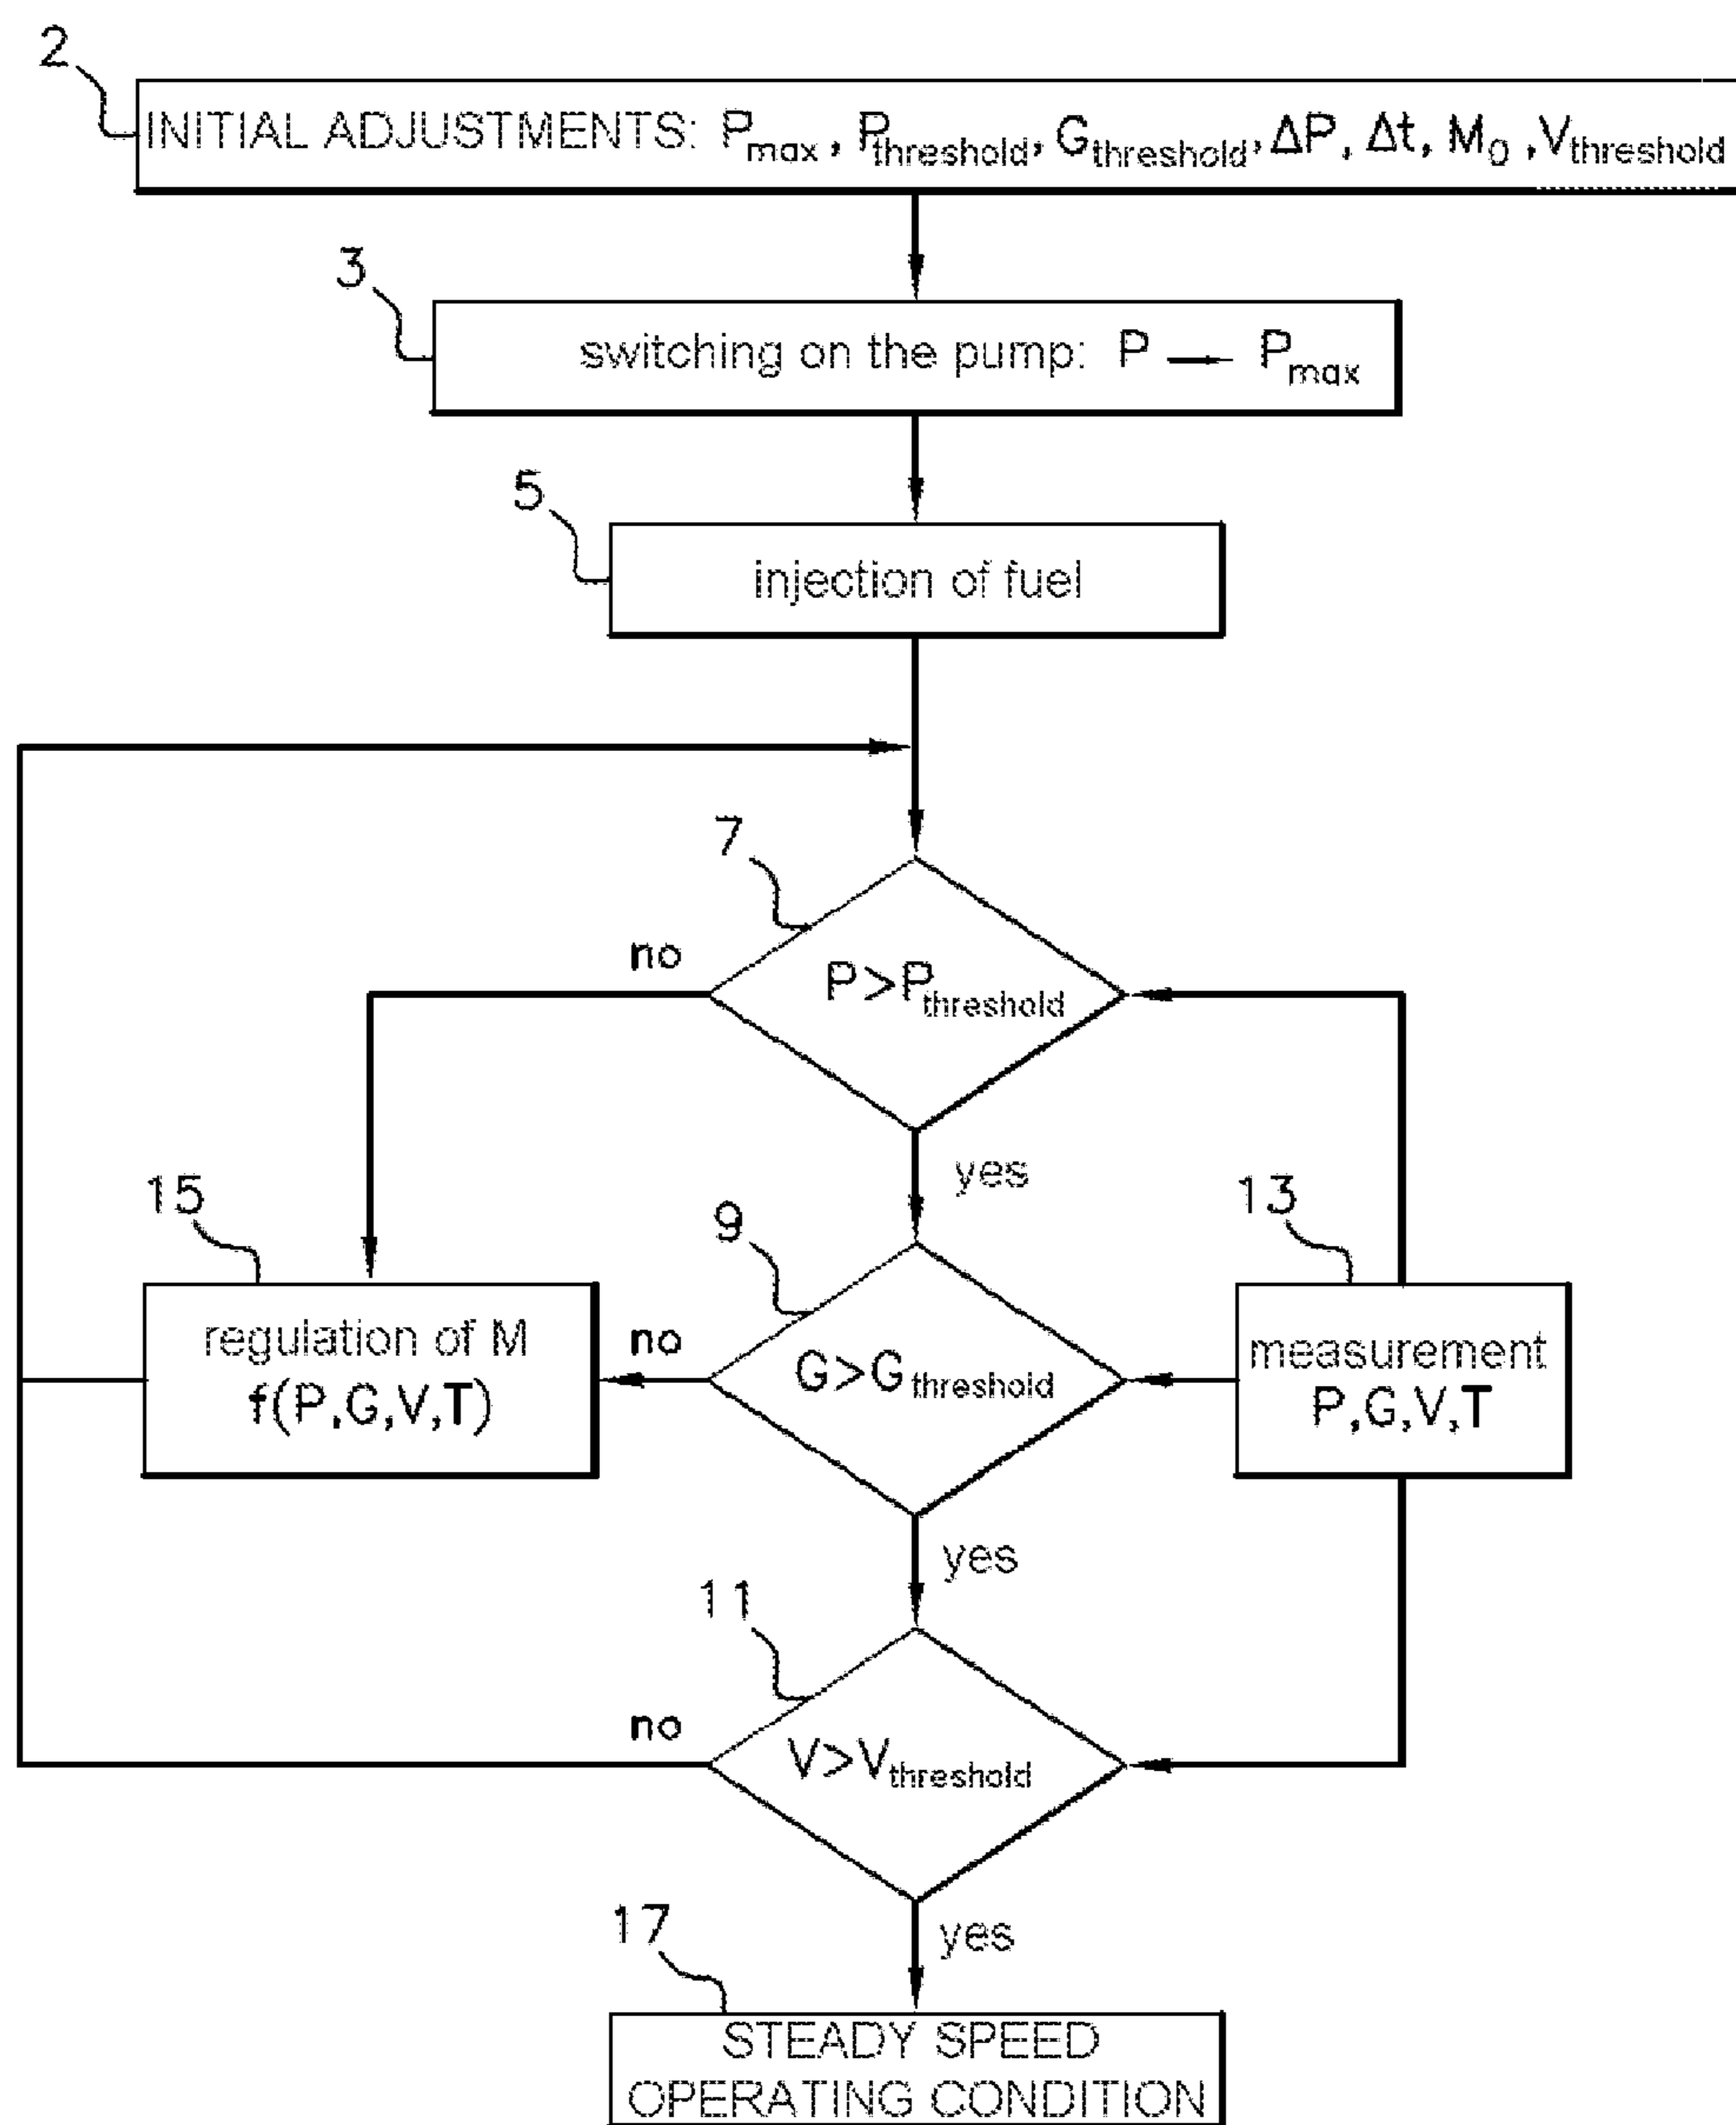 2
INITIAL ADJUSTMENTS: Pmax, Pthreshold, Gthreshold, ΔP, Δt, M0, Vthreshold
3
switching on the pump: P → Pmax
5
injection of fuel
7
no
P>Pthreshold
yes
15
9
13
regulation of M
f(P,G,V,T)
no
G>Gthreshold
measurement
P,G,V,T
yes
11
no
V>Vthreshold
yes
17
STEADY SPEED
OPERATING CONDITION